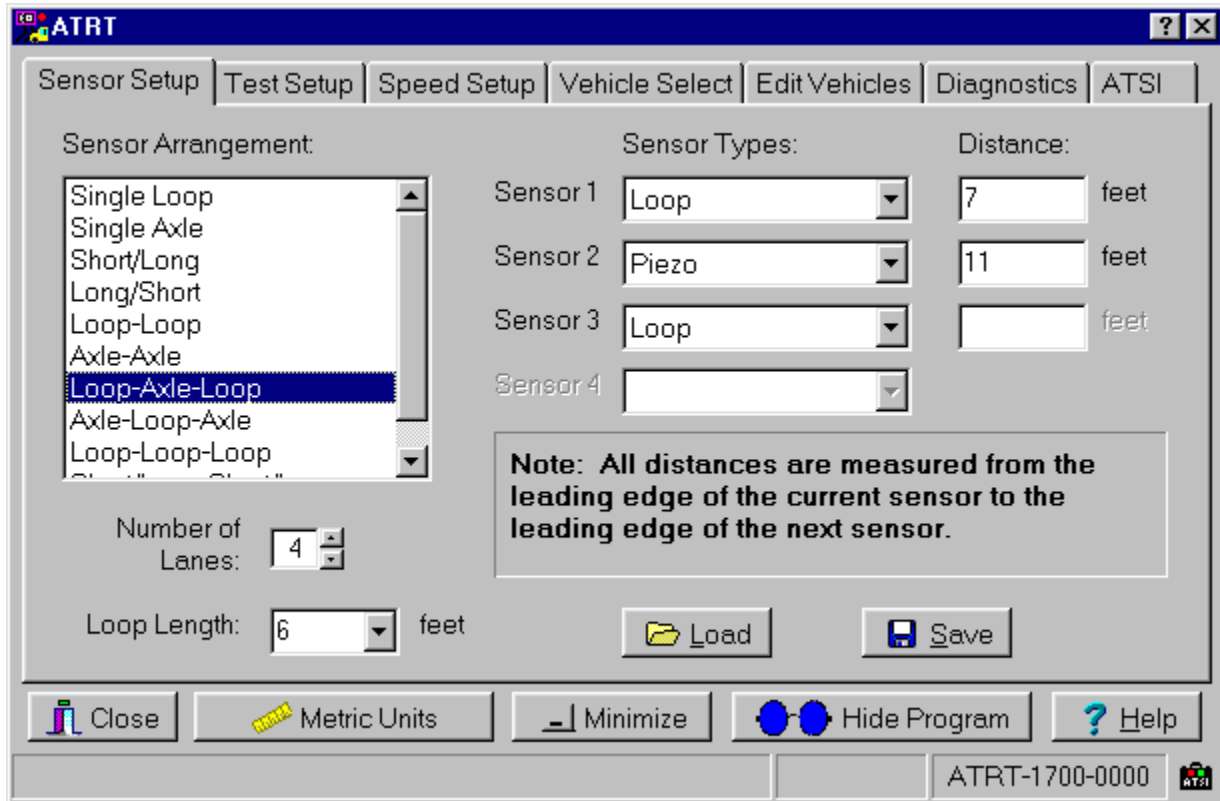 ATRT
Sensor Setup
Test Setup
Speed Setup
Vehicle Select
Edit Vehicles
Diagnostics
ATSI
Sensor Arrangement:
Sensor Types:
Distance:
Single Loop
Single Axle
Short/Long
Long/Short
Loop-Loop
Axle-Axle
Loop-Axle-Loop
Axle-Loop-Axle
Loop-Loop-Loop
Sensor 1
Loop
7
feet
Sensor 2
Piezo
11
feet
Sensor 3
Loop
feet
Sensor 4
Note: All distances are measured from the
leading edge of the current sensor to the
leading edge of the next sensor.
Number of
Lanes:
4
Loop Length:
6
feet
Load
Save
Close
Metric Units
Minimize
Hide Program
? Help
ATRT-1700-0000
ATSI